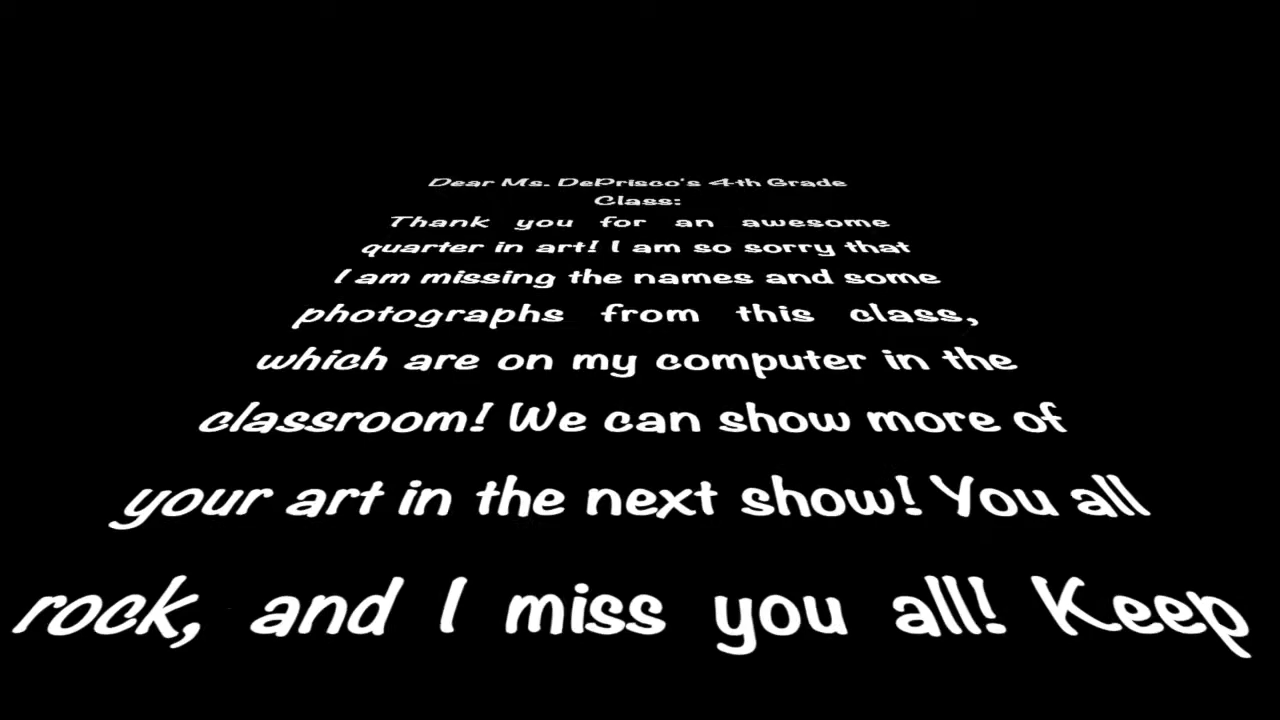 Dear Ms. DePrisco's 4th Grade
Class:
Thank you for an awesome
quarter in art! I am so sorry that
I am missing the names and some
photographs from this class,
which are on my computer in the
classroom! We can show more of
your art in the next show! You all
rock, and I miss you all! Keep